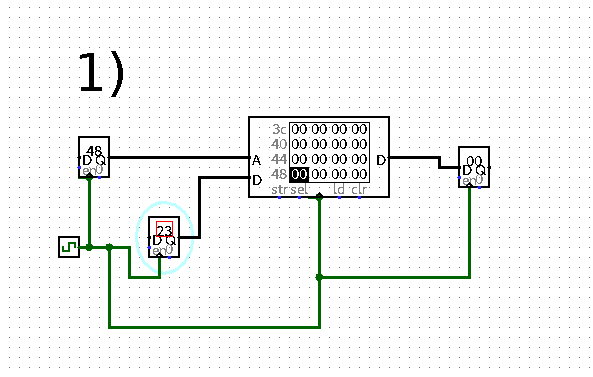 1)
3c 00 00 00 00
40 00 00 00 00
44 00 00 00 00
48 00 00 00 00
A
D
D
str sel ld clr
48
D Q
en 0
23
D Q
en 0
00
D Q
en 0